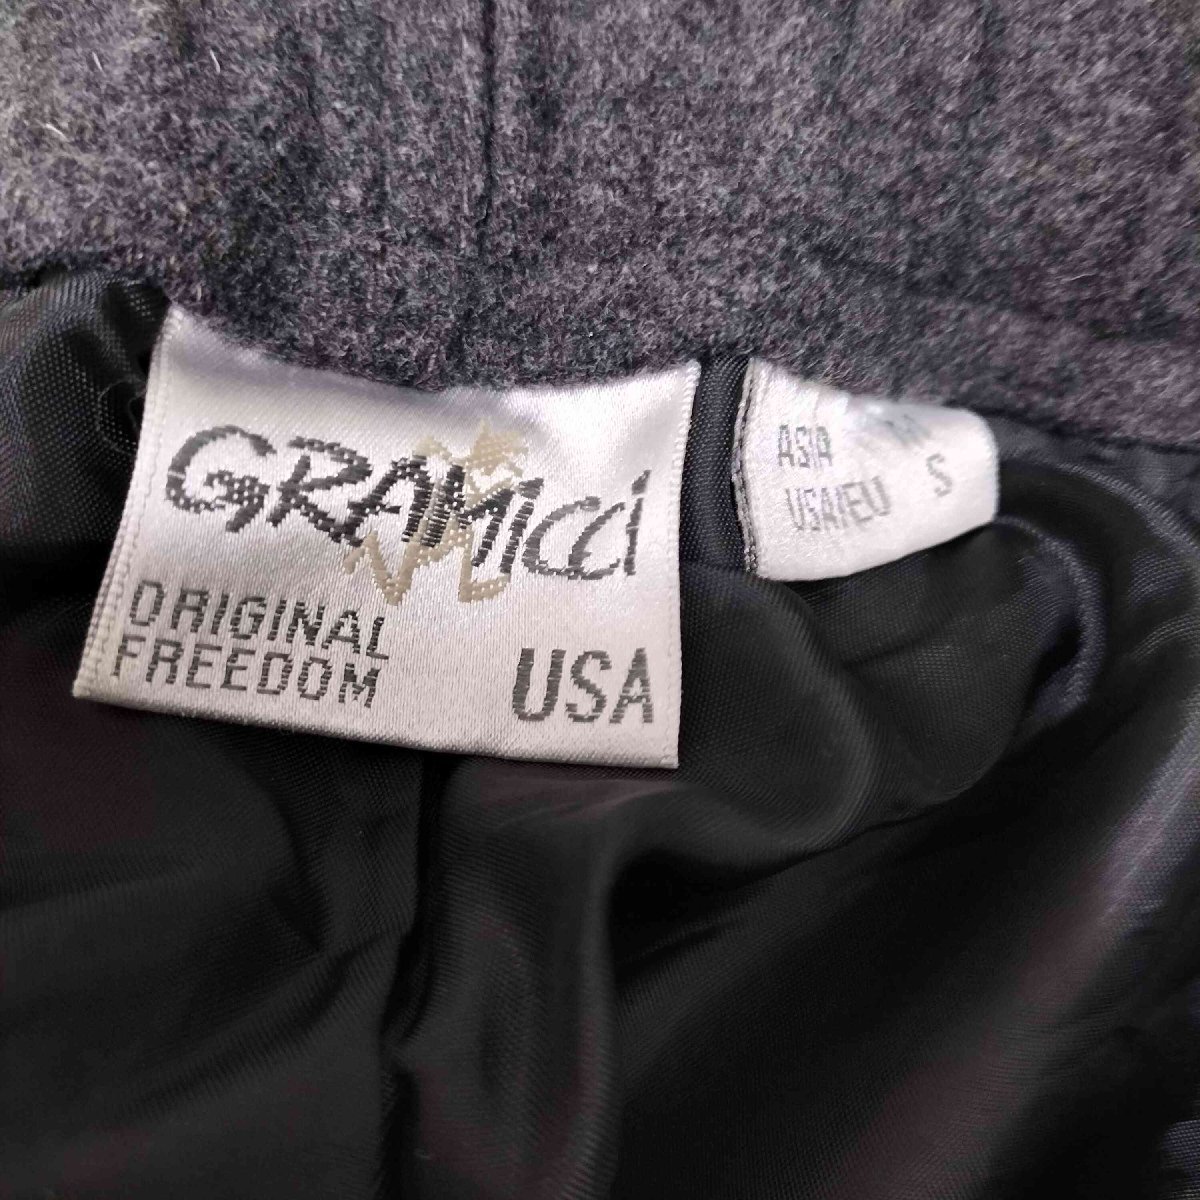 GRAMICCI
ORIGINAL
FREEDOM
USA
ASIA M
USA/EU S